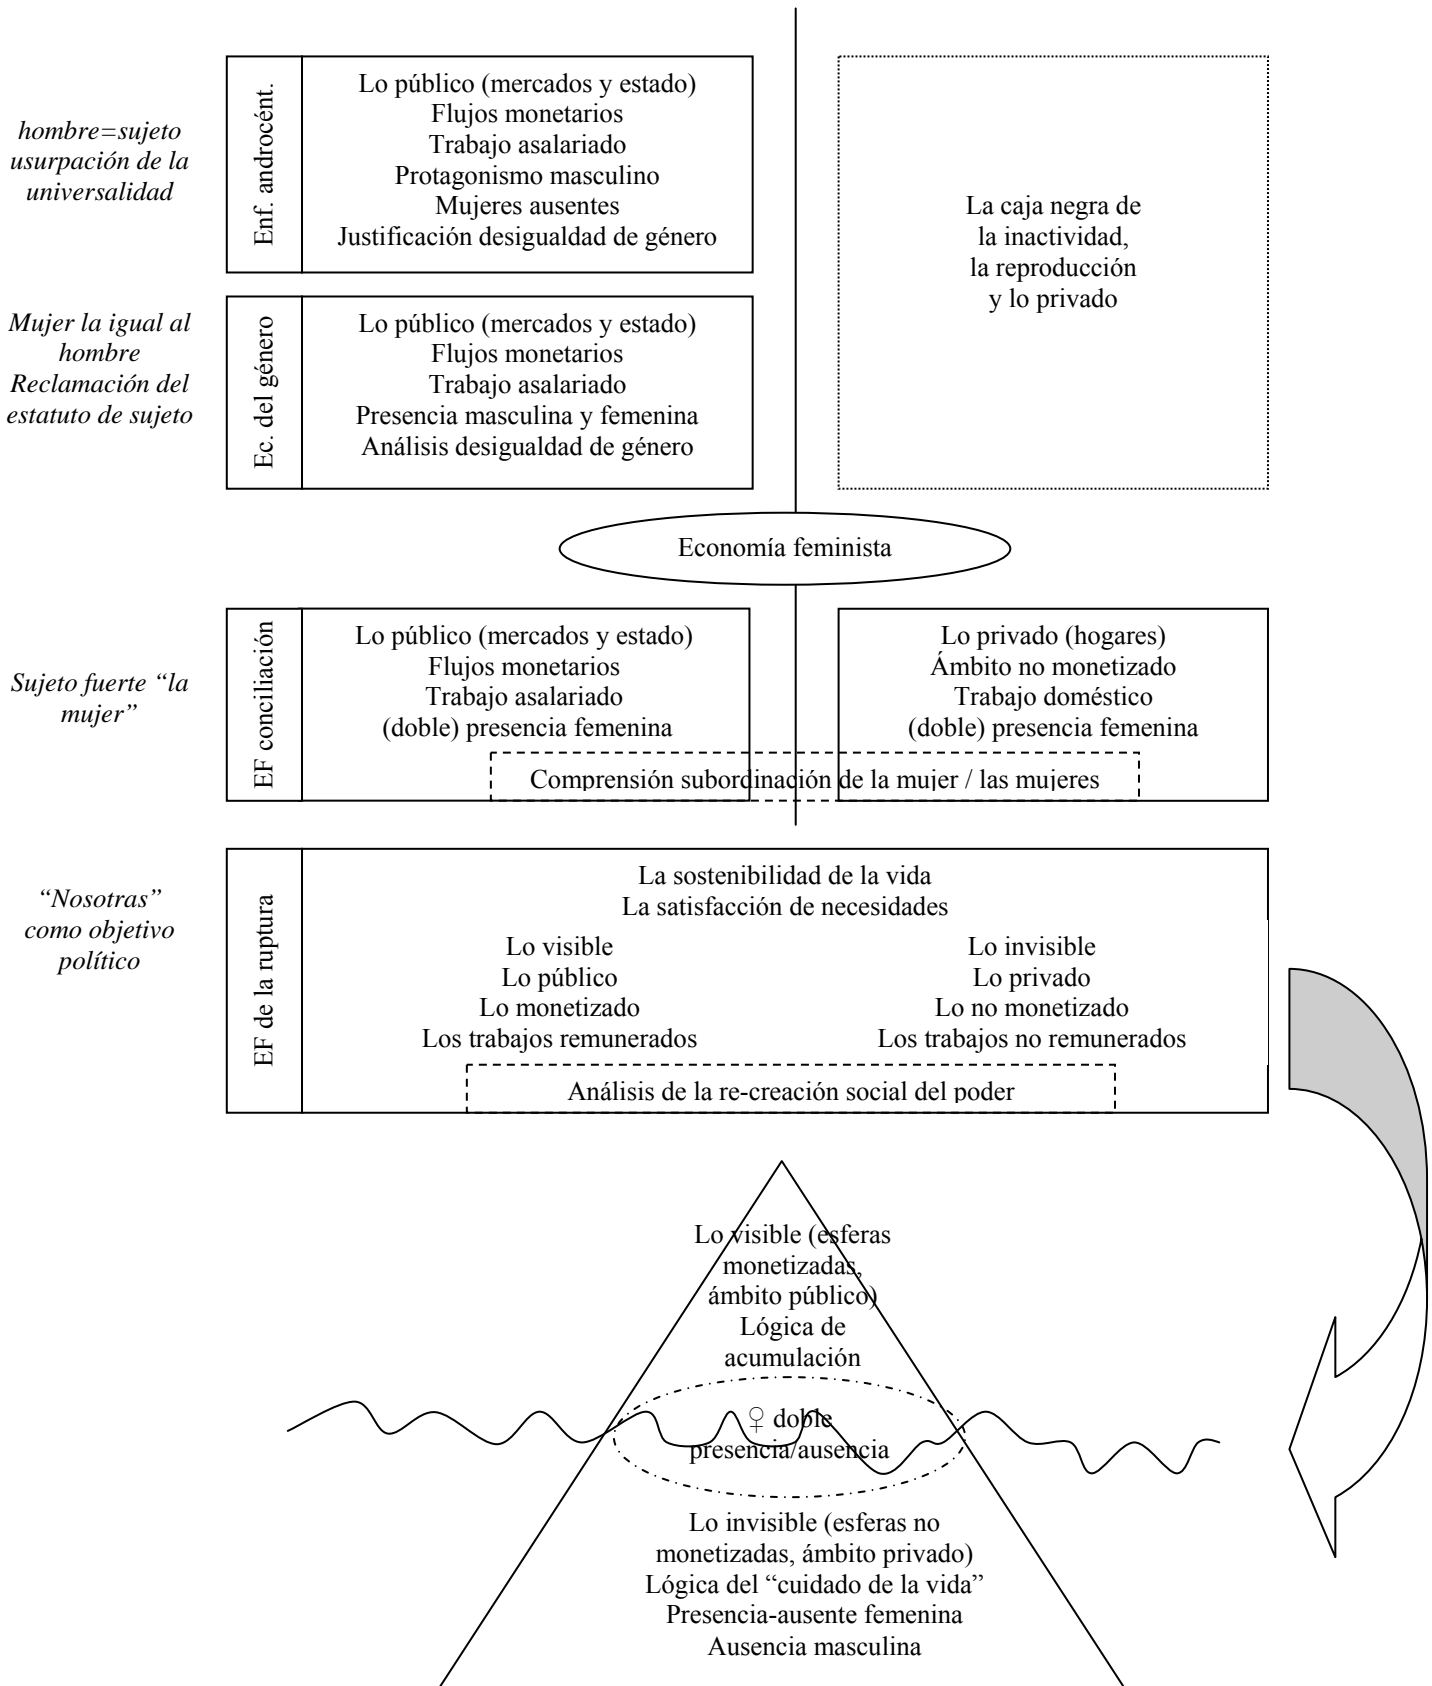 hombre=sujeto
usurpación de la
universalidad
Enf. androcént.
Lo público (mercados y estado)
Flujos monetarios
Trabajo asalariado
Protagonismo masculino
Mujeres ausentes
Justificación desigualdad de género
La caja negra de
la inactividad,
la reproducción
y lo privado
Mujer la igual al
hombre
Reclamación del
estatuto de sujeto
Ec. del género
Lo público (mercados y estado)
Flujos monetarios
Trabajo asalariado
Presencia masculina y femenina
Análisis desigualdad de género
Economía feminista
Sujeto fuerte “la
mujer”
EF conciliación
Lo público (mercados y estado)
Flujos monetarios
Trabajo asalariado
(doble) presencia femenina
Lo privado (hogares)
Ámbito no monetizado
Trabajo doméstico
(doble) presencia femenina
Comprensión subordinación de la mujer / las mujeres
“Nosotras”
como objetivo
político
EF de la ruptura
La sostenibilidad de la vida
La satisfacción de necesidades
Lo visible
Lo público
Lo monetizado
Los trabajos remunerados
Lo invisible
Lo privado
Lo no monetizado
Los trabajos no remunerados
Análisis de la re-creación social del poder
Lo visible (esferas
monetizadas,
ámbito público)
Lógica de
acumulación
♀ doble
presencia/ausencia
Lo invisible (esferas no
monetizadas, ámbito privado)
Lógica del “cuidado de la vida”
Presencia-ausente femenina
Ausencia masculina